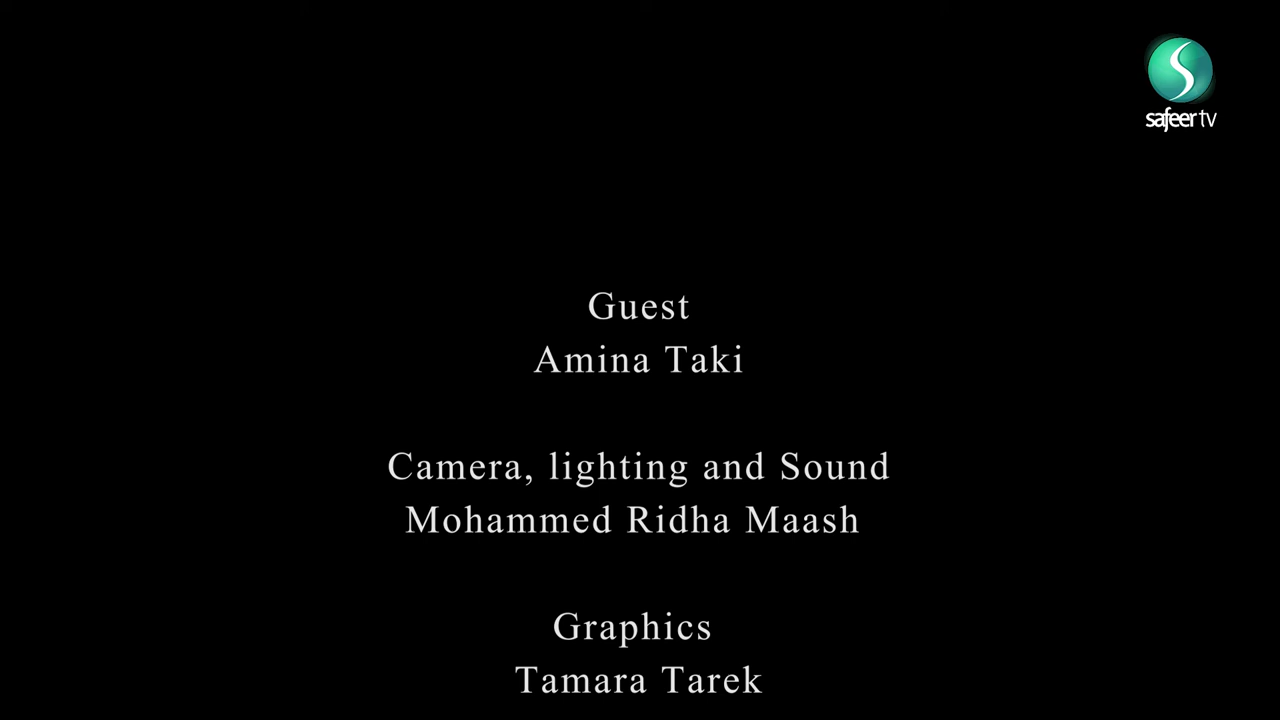 safeer tv
Guest
Amina Taki
Camera, lighting and Sound
Mohammed Ridha Maash
Graphics
Tamara Tarek